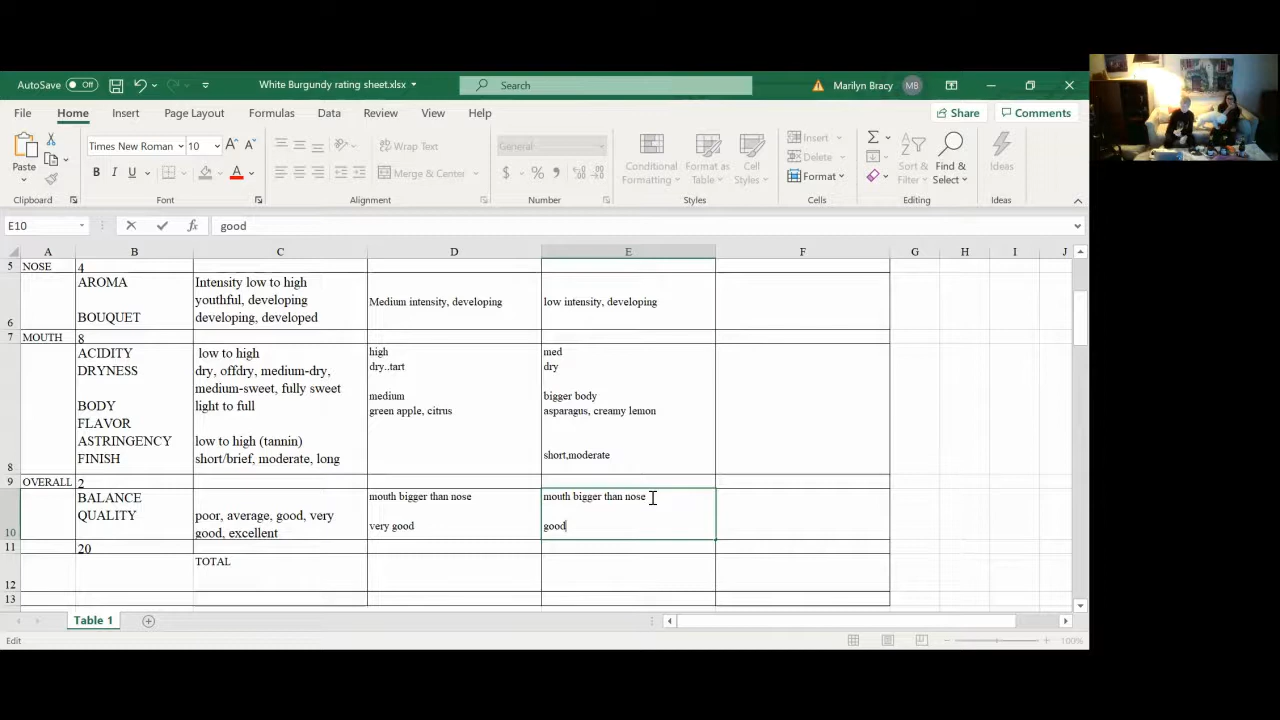 AutoSave Off White Burgundy rating sheet.xlsx Search Marilyn Bracy MB
File Home Insert Page Layout Formulas Data Review View Help Share Comments
Paste Times New Roman 10 A A Wrap Text General Conditional Formatting Format as Table Cell Styles Insert Delete Format Sort & Filter Find & Select Ideas
B I U A Merge & Center $ % 9
Clipboard Font Alignment Number Styles Cells Editing Ideas
E10 fx good
A B C D E F G H I J
5 NOSE 4
AROMA Intensity low to high
youthful, developing Medium intensity, developing low intensity, developing
6 BOUQUET developing, developed
7 MOUTH 8
ACIDITY low to high high med
DRYNESS dry, offdry, medium-dry, dry..tart dry
medium-sweet, fully sweet medium bigger body
BODY light to full green apple, citrus asparagus, creamy lemon
FLAVOR
ASTRINGENCY low to high (tannin)
8 FINISH short/brief, moderate, long short,moderate
9 OVERALL 2
BALANCE mouth bigger than nose mouth bigger than nose
QUALITY poor, average, good, very very good good
10 good, excellent
11 20
TOTAL
12
13
Table 1
Edit 100%